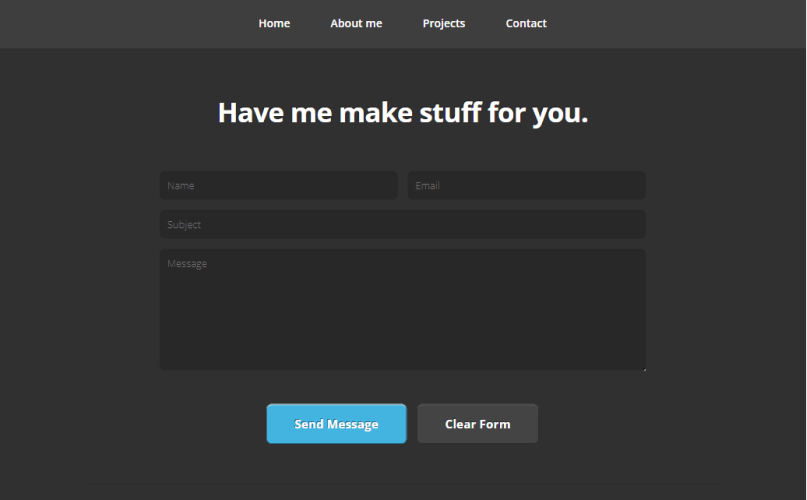 Home About me Projects Contact
Have me make stuff for you.
Name Email
Subject
Message
Send Message Clear Form